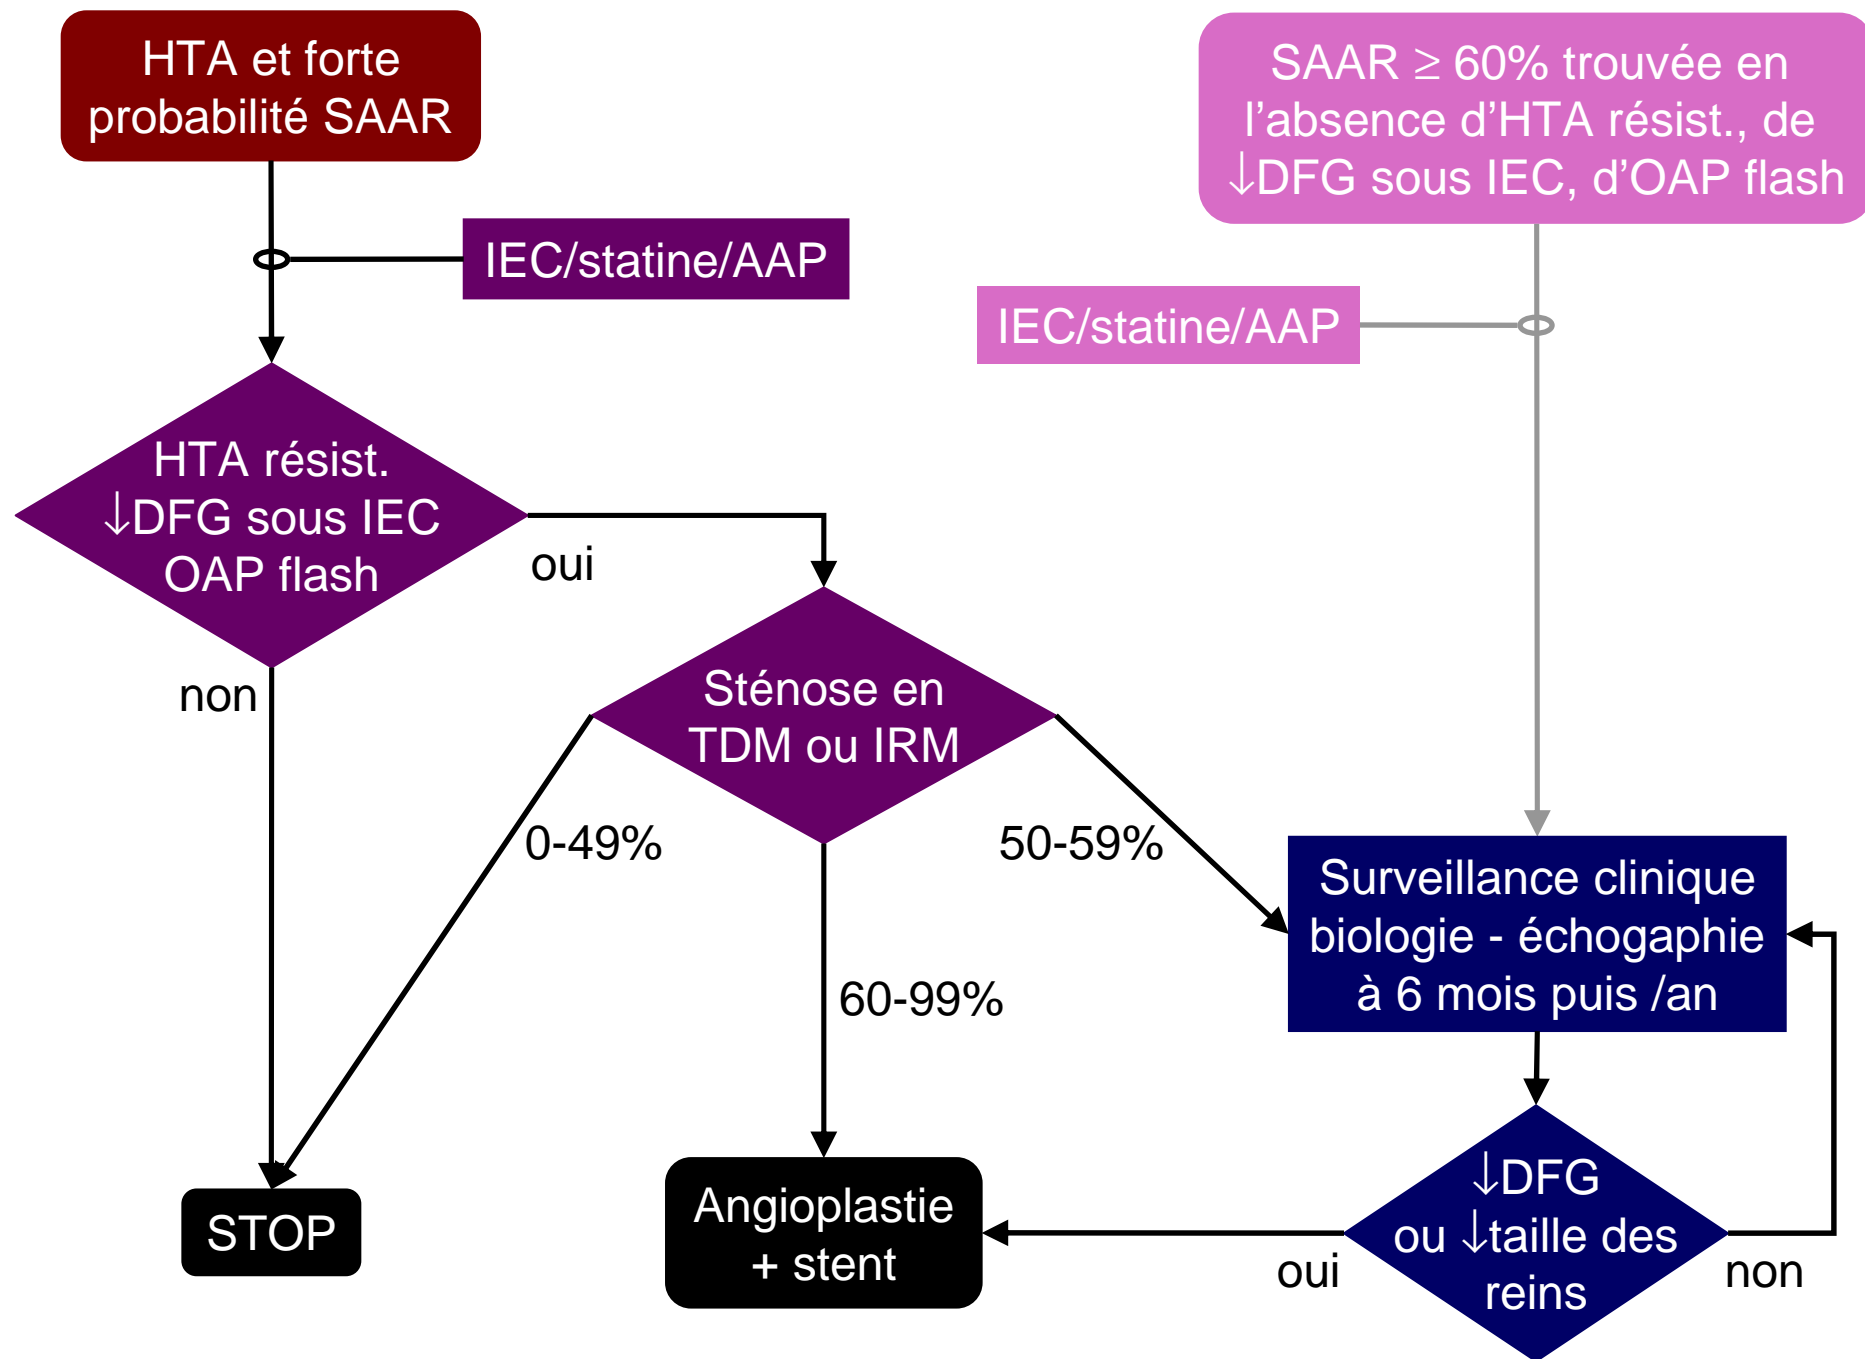 HTA et forte
probabilité SAAR
SAAR ≥ 60% trouvée en
l’absence d’HTA résist., de
↓DFG sous IEC, d’OAP flash
IEC/statine/AAP
IEC/statine/AAP
HTA résist.
↓DFG sous IEC
OAP flash
oui
non
Sténose en
TDM ou IRM
0-49%
50-59%
60-99%
Surveillance clinique
biologie - échogaphie
à 6 mois puis /an
STOP
Angioplastie
+ stent
↓DFG
ou ↓taille des
reins
oui
non